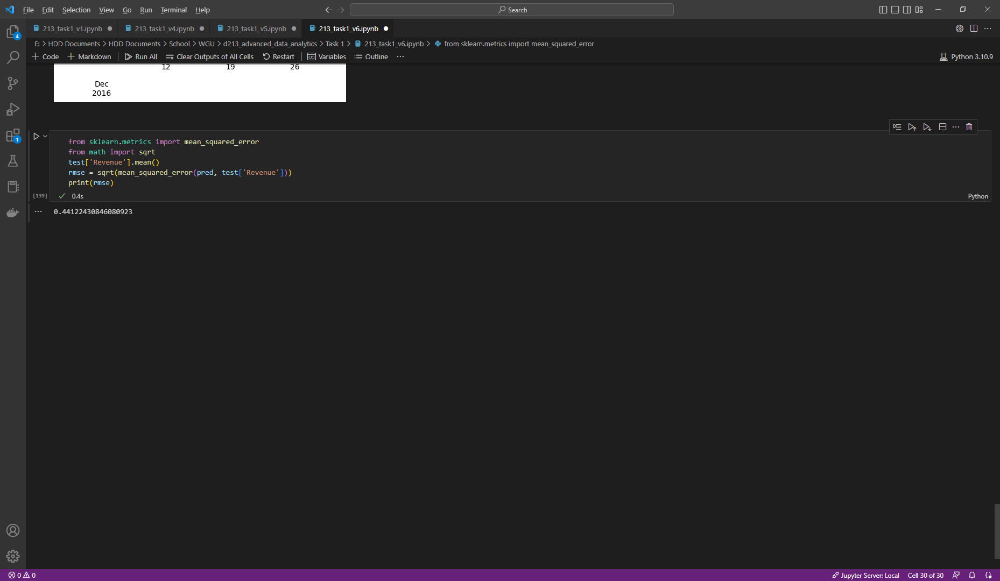 File Edit Selection View Go Run Terminal Help
Search
213_task1_v1.ipynb 213_task1_v4.ipynb 213_task1_v5.ipynb 213_task1_v6.ipynb
E: > HDD Documents > HDD Documents > School > WGU > d213_advanced_data_analytics > Task 1 > 213_task1_v6.ipynb > from sklearn.metrics import mean_squared_error
+ Code + Markdown | Run All Clear Outputs of All Cells Restart | Variables Outline ... Python 3.10.9
12 19 26
Dec
2016
from sklearn.metrics import mean_squared_error
from math import sqrt
test['Revenue'].mean()
rmse = sqrt(mean_squared_error(pred, test['Revenue']))
print(rmse)
[139] 0.4s Python
0.44122430846080923
4
1
0 0 Jupyter Server: Local Cell 30 of 30